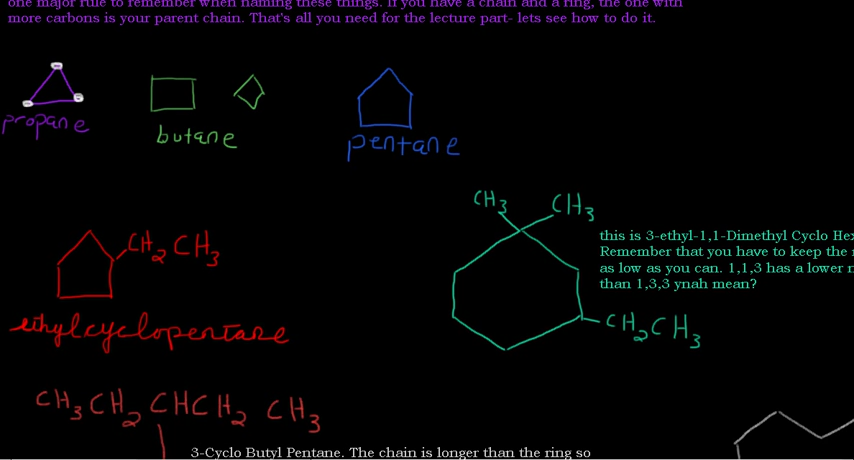 one major rule to remember when naming these things. If you have a chain and a ring, the one with
more carbons is your parent chain. That's all you need for the lecture part- lets see how to do it.
propane
butane
pentane
CH3 CH3
CH2CH3
this is 3-ethyl-1,1-Dimethyl Cyclo
Remember that you have to keep the
as low as you can. 1,1,3 has a lower
than 1,3,3 ynah mean?
CH2CH3
ethylcyclopentane
CH3CH2CHCH2 CH3
3-Cyclo Butyl Pentane. The chain is longer than the ring so